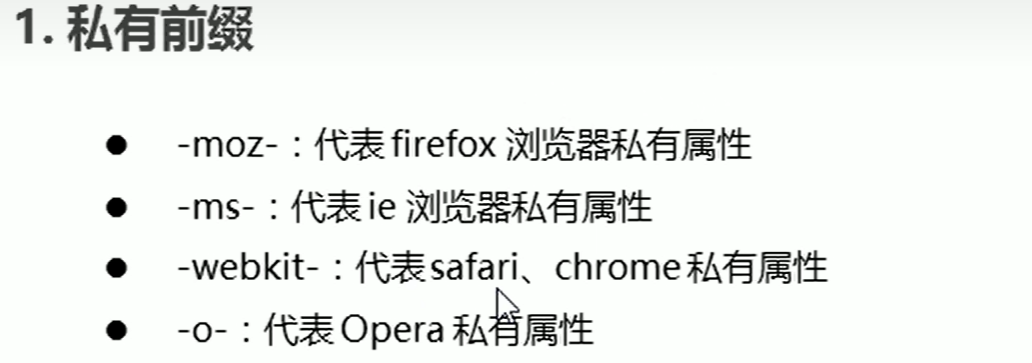 1. 私有前缀
● -moz-：代表 firefox 浏览器私有属性
● -ms-：代表 ie 浏览器私有属性
● -webkit-：代表 safari、chrome 私有属性
● -o-：代表 Opera 私有属性